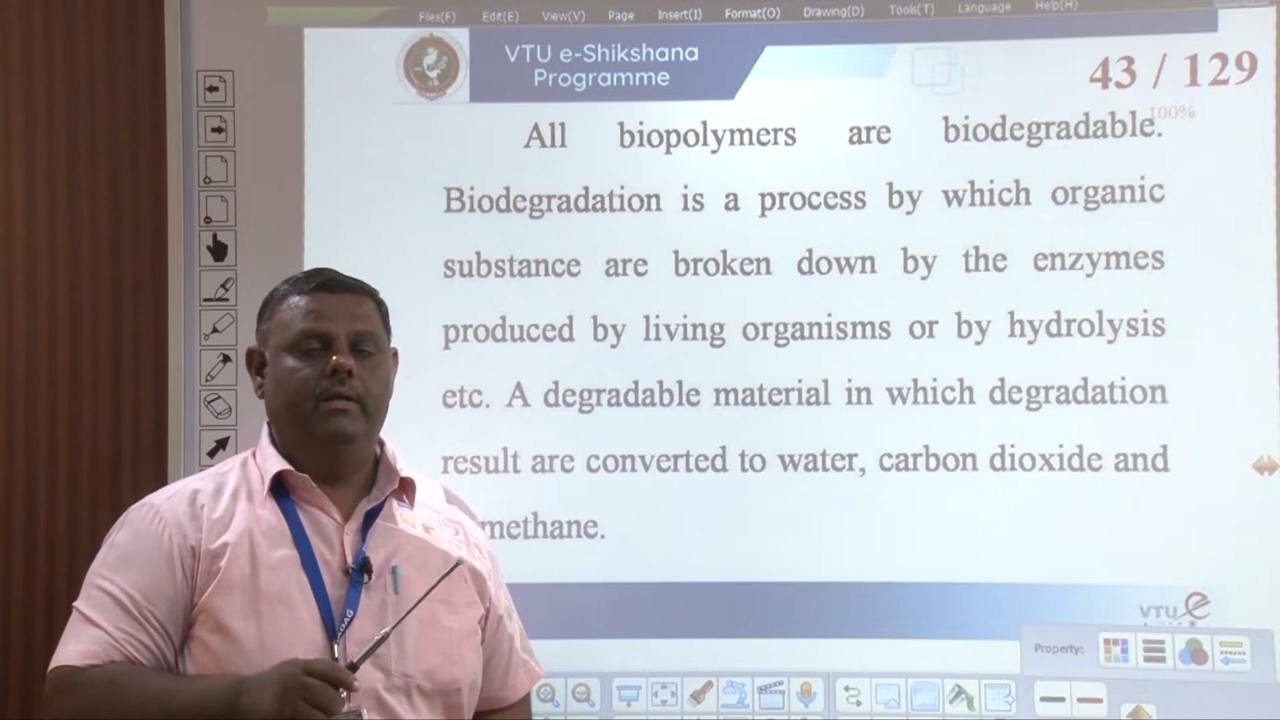 Files(F) Edit(E) View(V) Page Insert(I) Format(O) Drawing(D) Tools(T) Language Help(H)
VTU e-Shikshana
Programme
43 / 129
100%
All biopolymers are biodegradable.
Biodegradation is a process by which organic
substance are broken down by the enzymes
produced by living organisms or by hydrolysis
etc. A degradable material in which degradation
result are converted to water, carbon dioxide and
methane.
VTU e
Property: